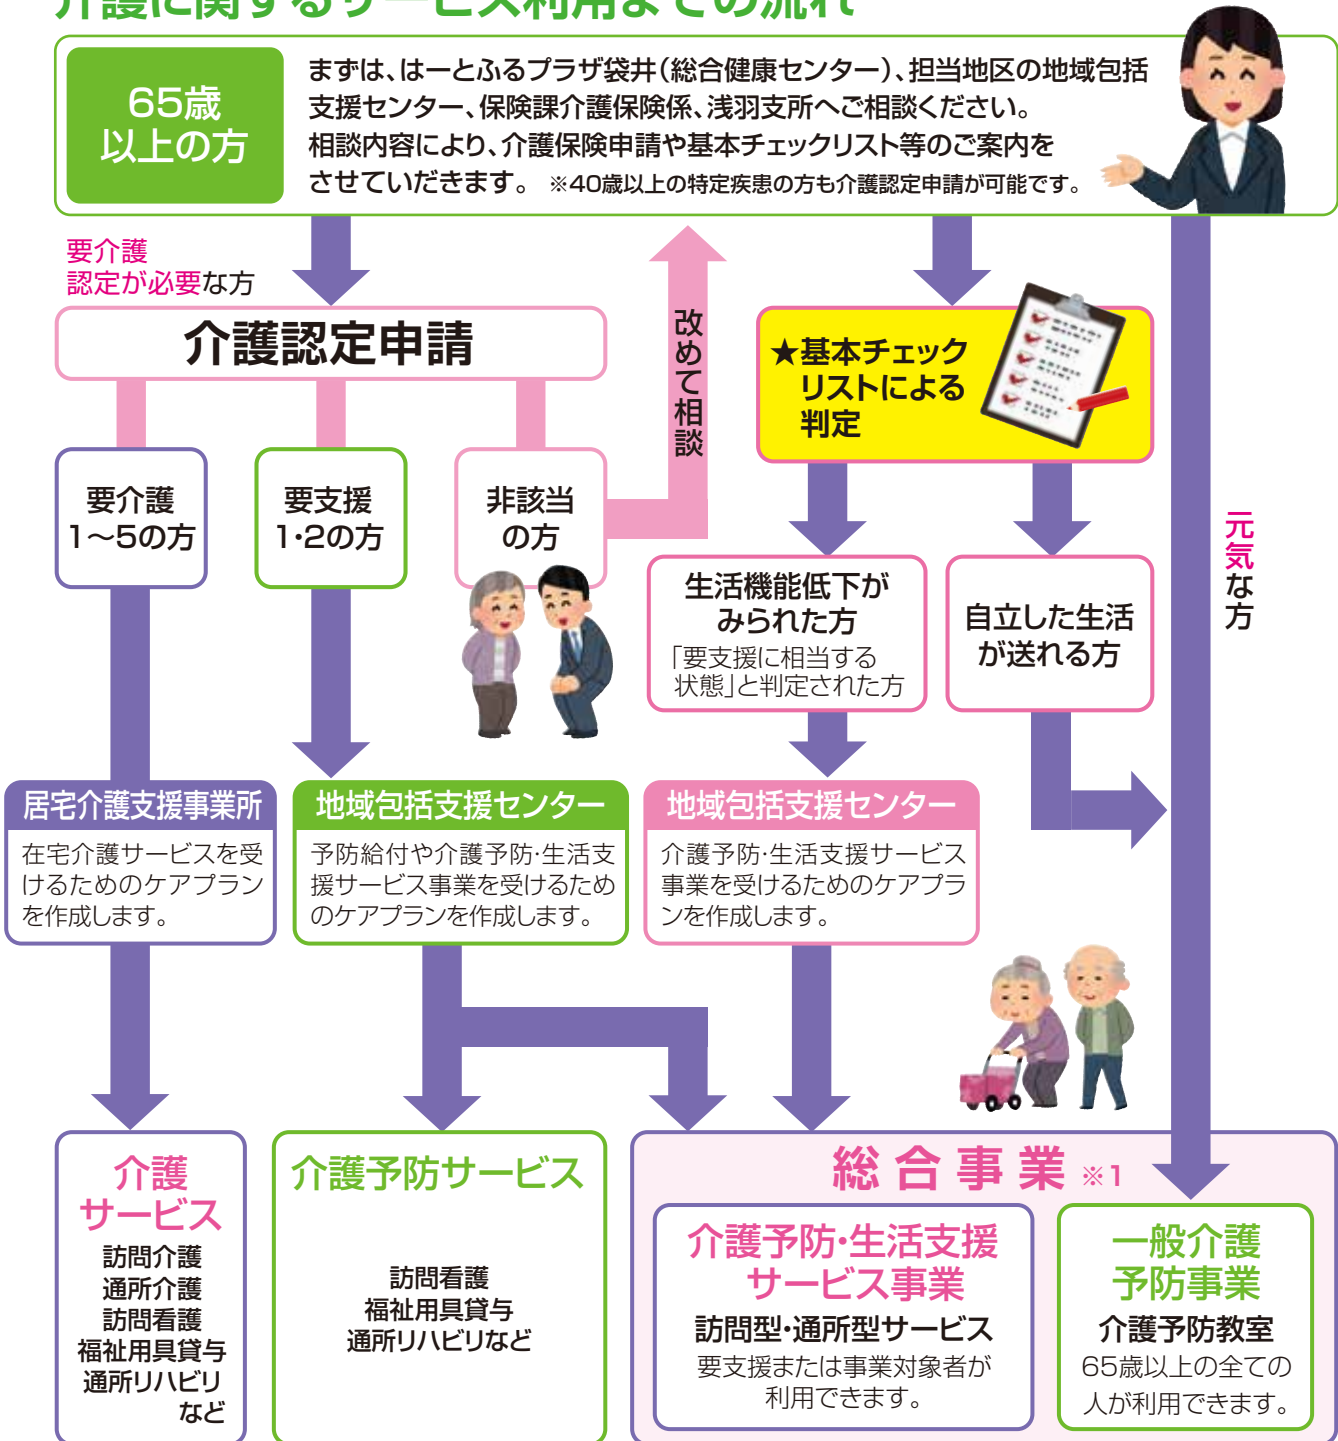 介護に関するサービス利用までの流れ
65歳
以上の方
まずは、はーとふるプラザ袋井(総合健康センター)、担当地区の地域包括
支援センター、保険課介護保険係、浅羽支所へご相談ください。
相談内容により、介護保険申請や基本チェックリスト等のご案内を
させていだきます。 ※40歳以上の特定疾患の方も介護認定申請が可能です。
要介護
認定が必要な方
介護認定申請
改めて相談
★基本チェック
リストによる
判定
元気な方
要介護
1〜5の方
要支援
1・2の方
非該当
の方
生活機能低下が
みられた方
「要支援に相当する
状態」と判定された方
自立した生活
が送れる方
居宅介護支援事業所
在宅介護サービスを受
けるためのケアプラン
を作成します。
地域包括支援センター
予防給付や介護予防・生活支
援サービス事業を受けるため
のケアプランを作成します。
地域包括支援センター
介護予防・生活支援サービス
事業を受けるためのケアプラ
ンを作成します。
介護
サービス
訪問介護
通所介護
訪問看護
福祉用具貸与
通所リハビリ
など
介護予防サービス
訪問看護
福祉用具貸与
通所リハビリなど
総合事業 ※1
介護予防・生活支援
サービス事業
訪問型・通所型サービス
要支援または事業対象者が
利用できます。
一般介護
予防事業
介護予防教室
65歳以上の全ての
人が利用できます。